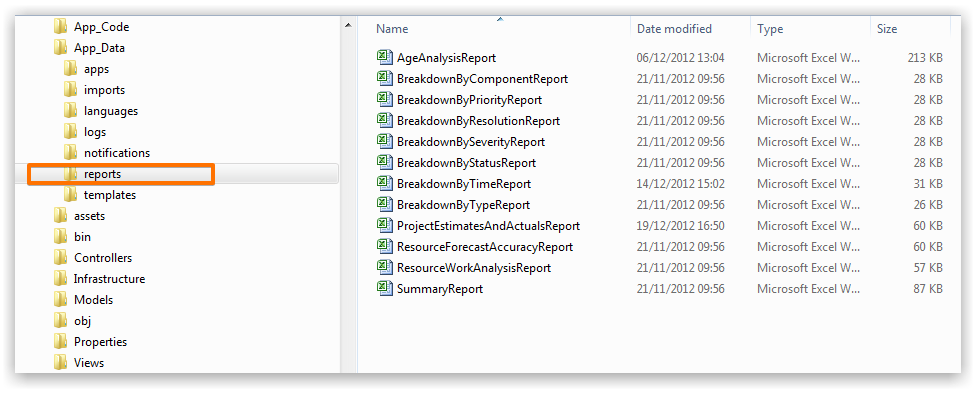 App_Code
App_Data
apps
imports
languages
logs
notifications
reports
templates
assets
bin
Controllers
Infrastructure
Models
obj
Properties
Views
Name Date modified Type Size
AgeAnalysisReport 06/12/2012 13:04 Microsoft Excel W... 213 KB
BreakdownByComponentReport 21/11/2012 09:56 Microsoft Excel W... 28 KB
BreakdownByPriorityReport 21/11/2012 09:56 Microsoft Excel W... 28 KB
BreakdownByResolutionReport 21/11/2012 09:56 Microsoft Excel W... 28 KB
BreakdownBySeverityReport 21/11/2012 09:56 Microsoft Excel W... 28 KB
BreakdownByStatusReport 21/11/2012 09:56 Microsoft Excel W... 28 KB
BreakdownByTimeReport 14/12/2012 15:02 Microsoft Excel W... 31 KB
BreakdownByTypeReport 21/11/2012 09:56 Microsoft Excel W... 26 KB
ProjectEstimatesAndActualsReport 19/12/2012 16:50 Microsoft Excel W... 60 KB
ResourceForecastAccuracyReport 21/11/2012 09:56 Microsoft Excel W... 60 KB
ResourceWorkAnalysisReport 21/11/2012 09:56 Microsoft Excel W... 57 KB
SummaryReport 21/11/2012 09:56 Microsoft Excel W... 87 KB